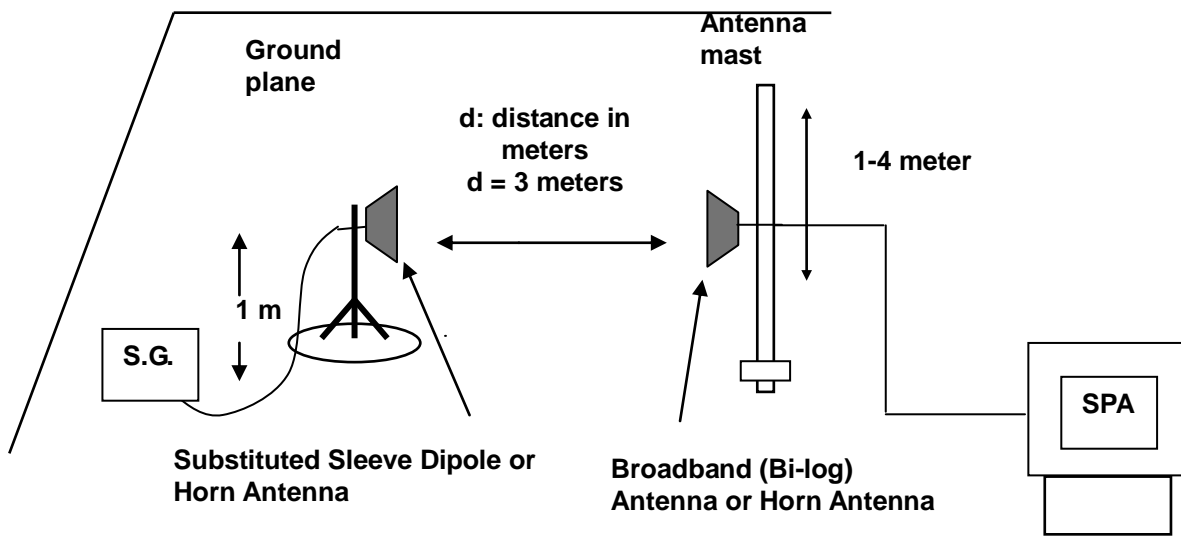 Ground
plane
Antenna
mast
d: distance in
meters
d = 3 meters
1-4 meter
1 m
S.G.
SPA
Substituted Sleeve Dipole or
Horn Antenna
Broadband (Bi-log)
Antenna or Horn Antenna